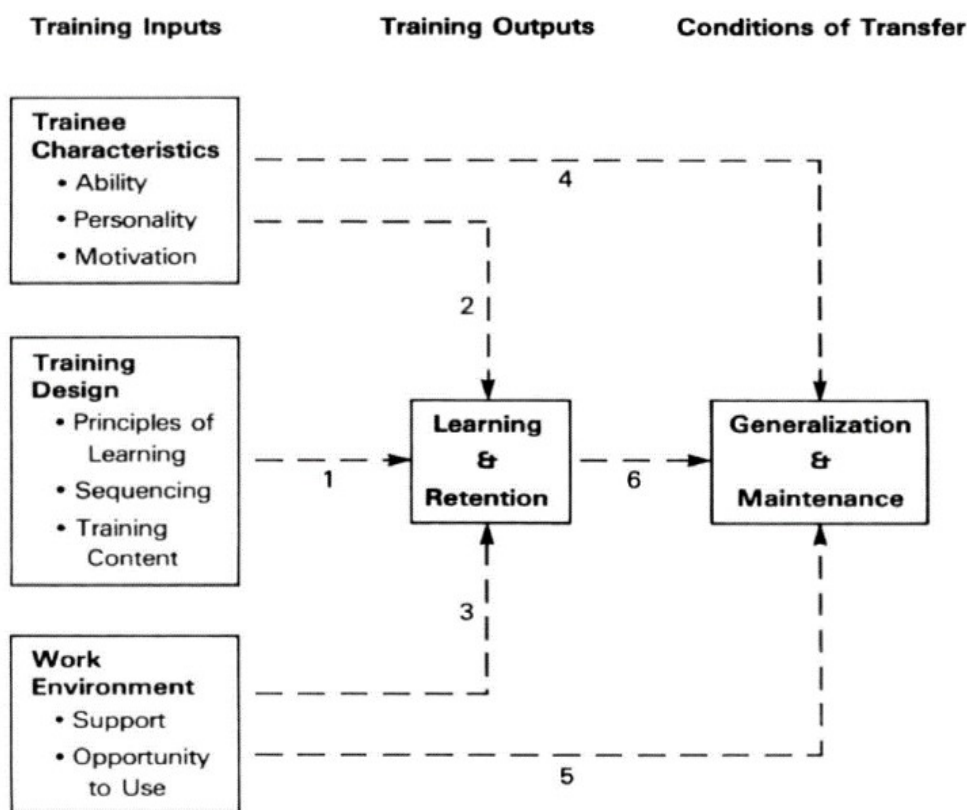 Training Inputs
Training Outputs
Conditions of Transfer
Trainee
Characteristics
• Ability
• Personality
• Motivation
4
2
Training
Design
• Principles of
Learning
• Sequencing
• Training
Content
1
Learning
&
Retention
6
Generalization
&
Maintenance
3
Work
Environment
• Support
• Opportunity
to Use
5